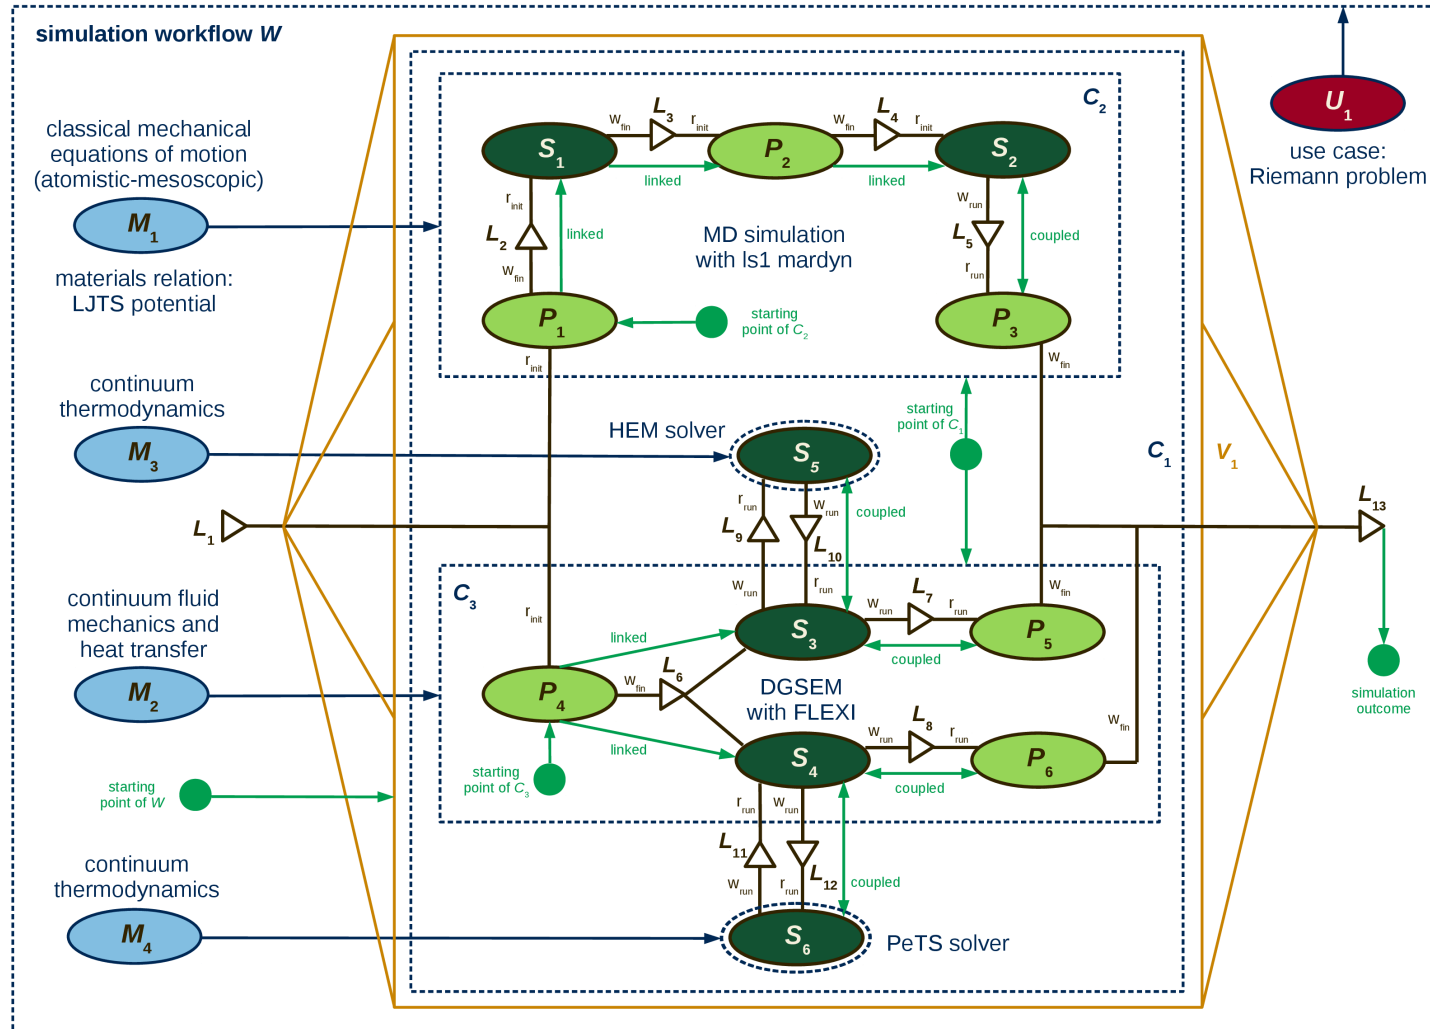 simulation workflow W
classical mechanical
equations of motion
(atomistic-mesoscopic)
M1
materials relation:
LJTS potential
continuum
thermodynamics
M3
L1
continuum fluid
mechanics and
heat transfer
M2
starting
point of W
continuum
thermodynamics
M4
C2
S1
wfin
L3
rinit
P2
wfin
L4
rinit
S2
linked
linked
rinit
L2
wfin
linked
MD simulation
with ls1 mardyn
wrun
L5
rrun
coupled
P1
starting
point of C2
P3
rinit
wfin
HEM solver
S5
starting
point of C1
C1
V1
rrun
L9
wrun
wrun
L10
rrun
coupled
C3
rinit
S3
wrun
L7
rrun
wfin
P5
coupled
linked
P4
wfin
L6
DGSEM
with FLEXI
linked
starting
point of C3
S4
wrun
L8
rrun
P6
wfin
coupled
rrun
wrun
L11
L12
wrun
rrun
coupled
S6
PeTS solver
U1
use case:
Riemann problem
L13
simulation
outcome